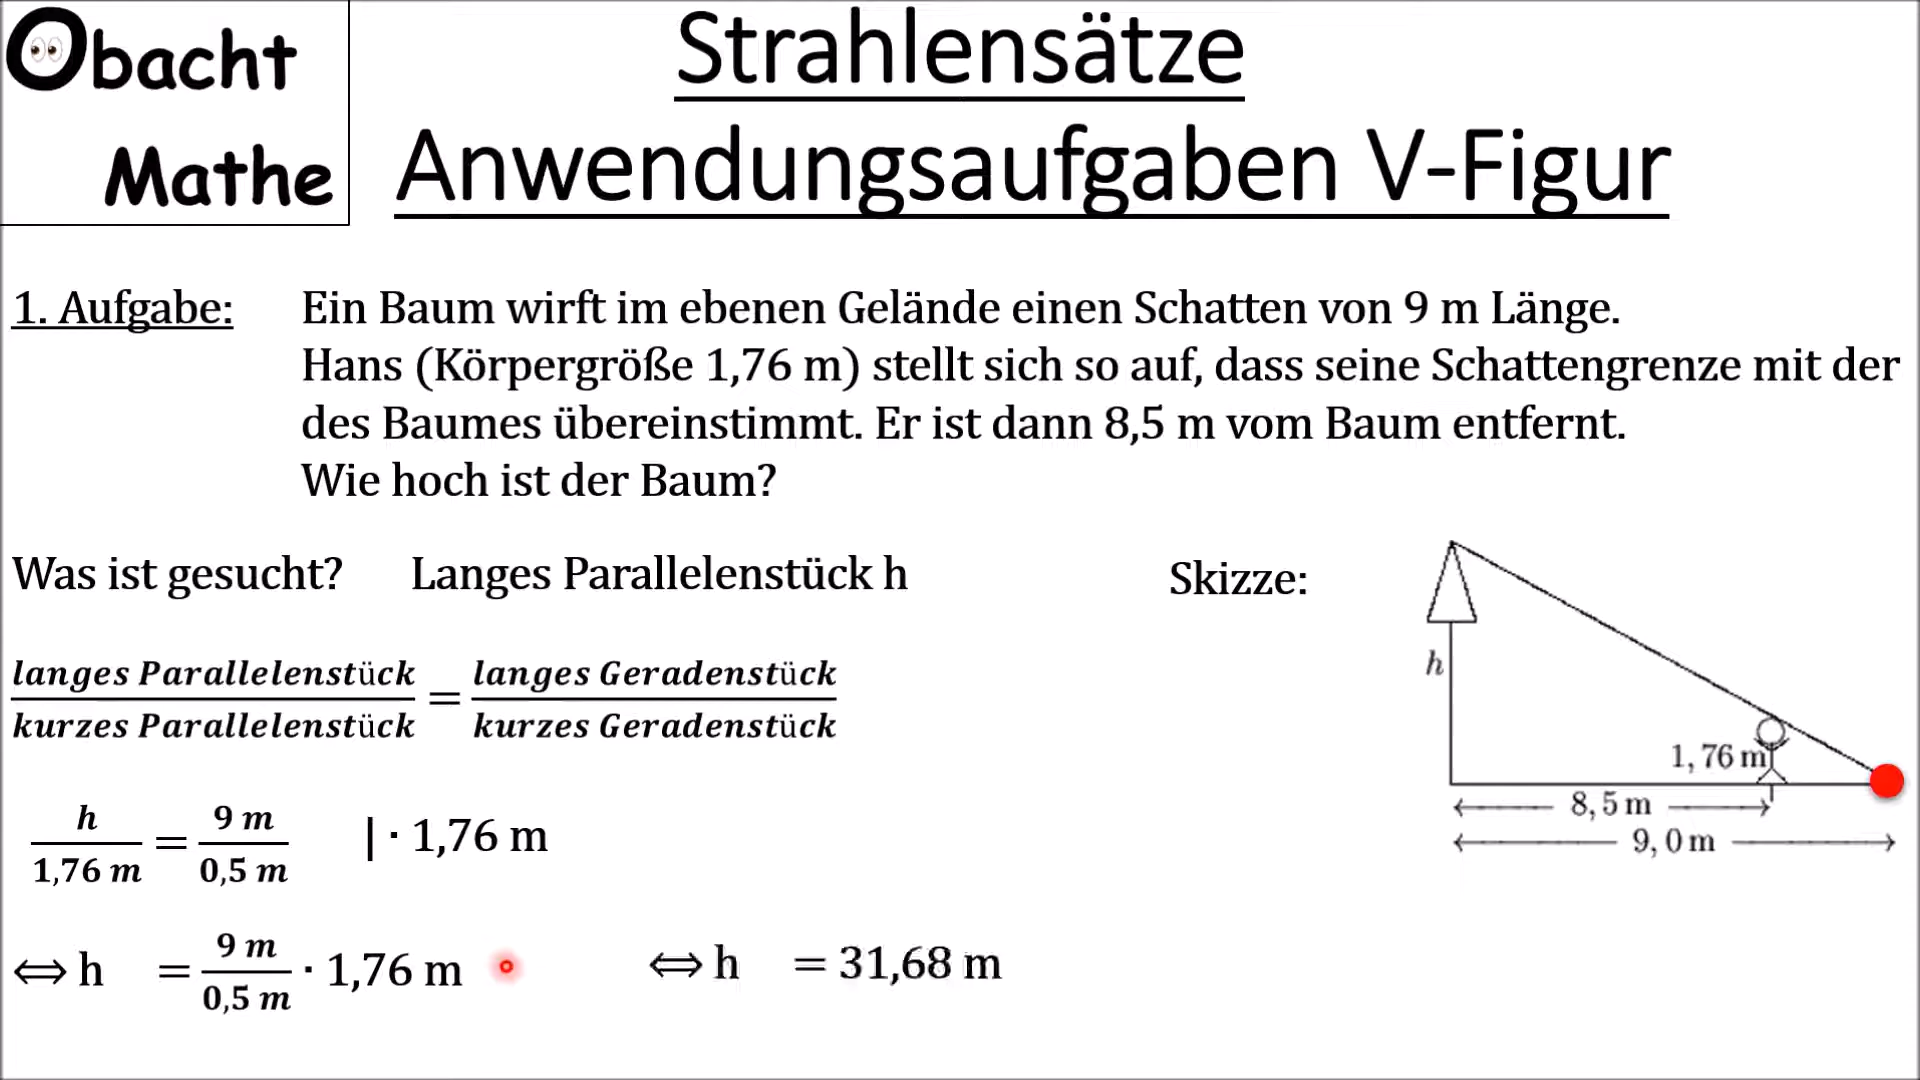 Obacht
Mathe
Strahlensätze
Anwendungsaufgaben V-Figur
1. Aufgabe: Ein Baum wirft im ebenen Gelände einen Schatten von 9 m Länge.
Hans (Körpergröße 1,76 m) stellt sich so auf, dass seine Schattengrenze mit der
des Baumes übereinstimmt. Er ist dann 8,5 m vom Baum entfernt.
Wie hoch ist der Baum?
Was ist gesucht? Langes Parallelenstück h
Skizze:
h
1, 76 m
8, 5 m
9, 0 m
langes Parallelenstück = langes Geradenstück
kurzes Parallelenstück kurzes Geradenstück
h = 9 m | · 1,76 m
1,76 m 0,5 m
⇔ h = 9 m · 1,76 m ⇔ h = 31,68 m
0,5 m